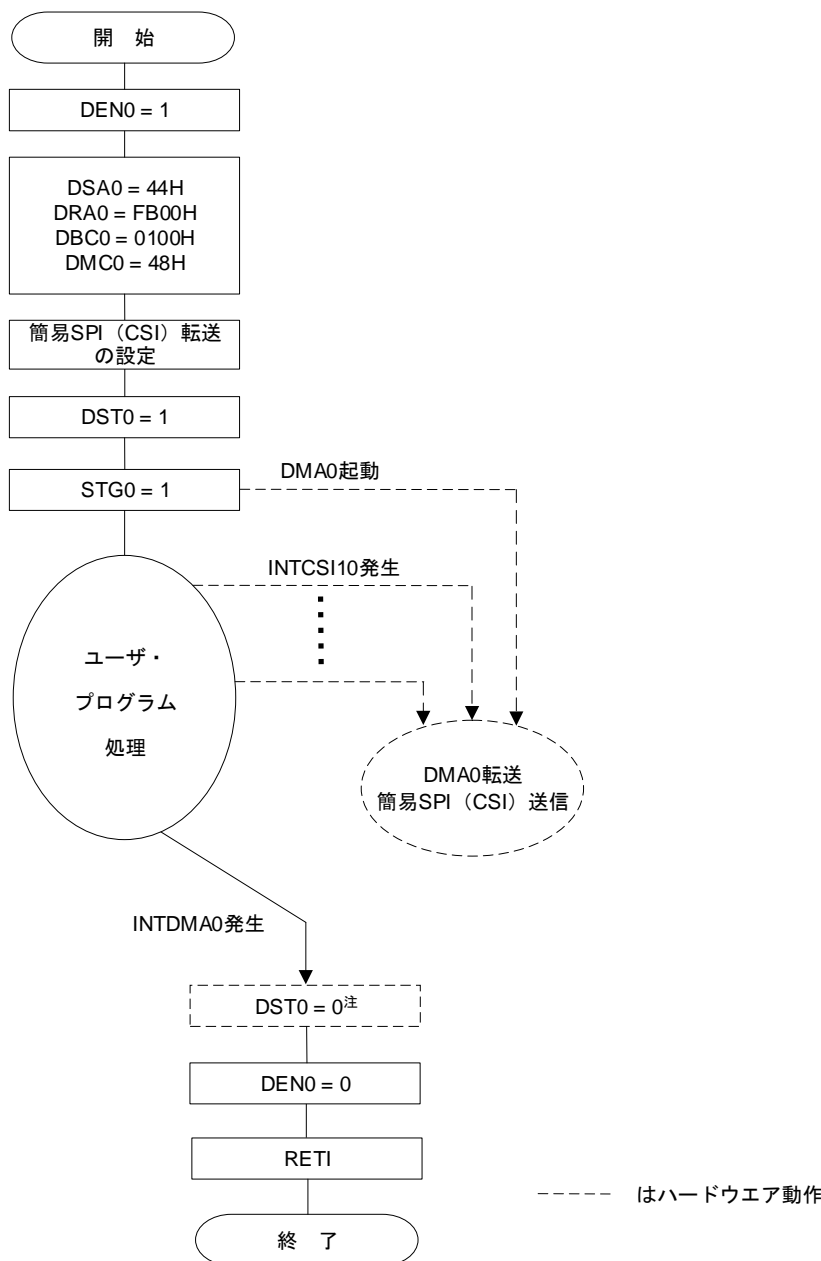 開　始
DEN0 = 1
DSA0 = 44H
DRA0 = FB00H
DBC0 = 0100H
DMC0 = 48H
簡易SPI（CSI）転送
の設定
DST0 = 1
STG0 = 1
DMA0起動
INTCSI10発生
ユーザ・
プログラム
処理
DMA0転送
簡易SPI（CSI）送信
INTDMA0発生
DST0 = 0注
DEN0 = 0
RETI
はハードウエア動作
終　了